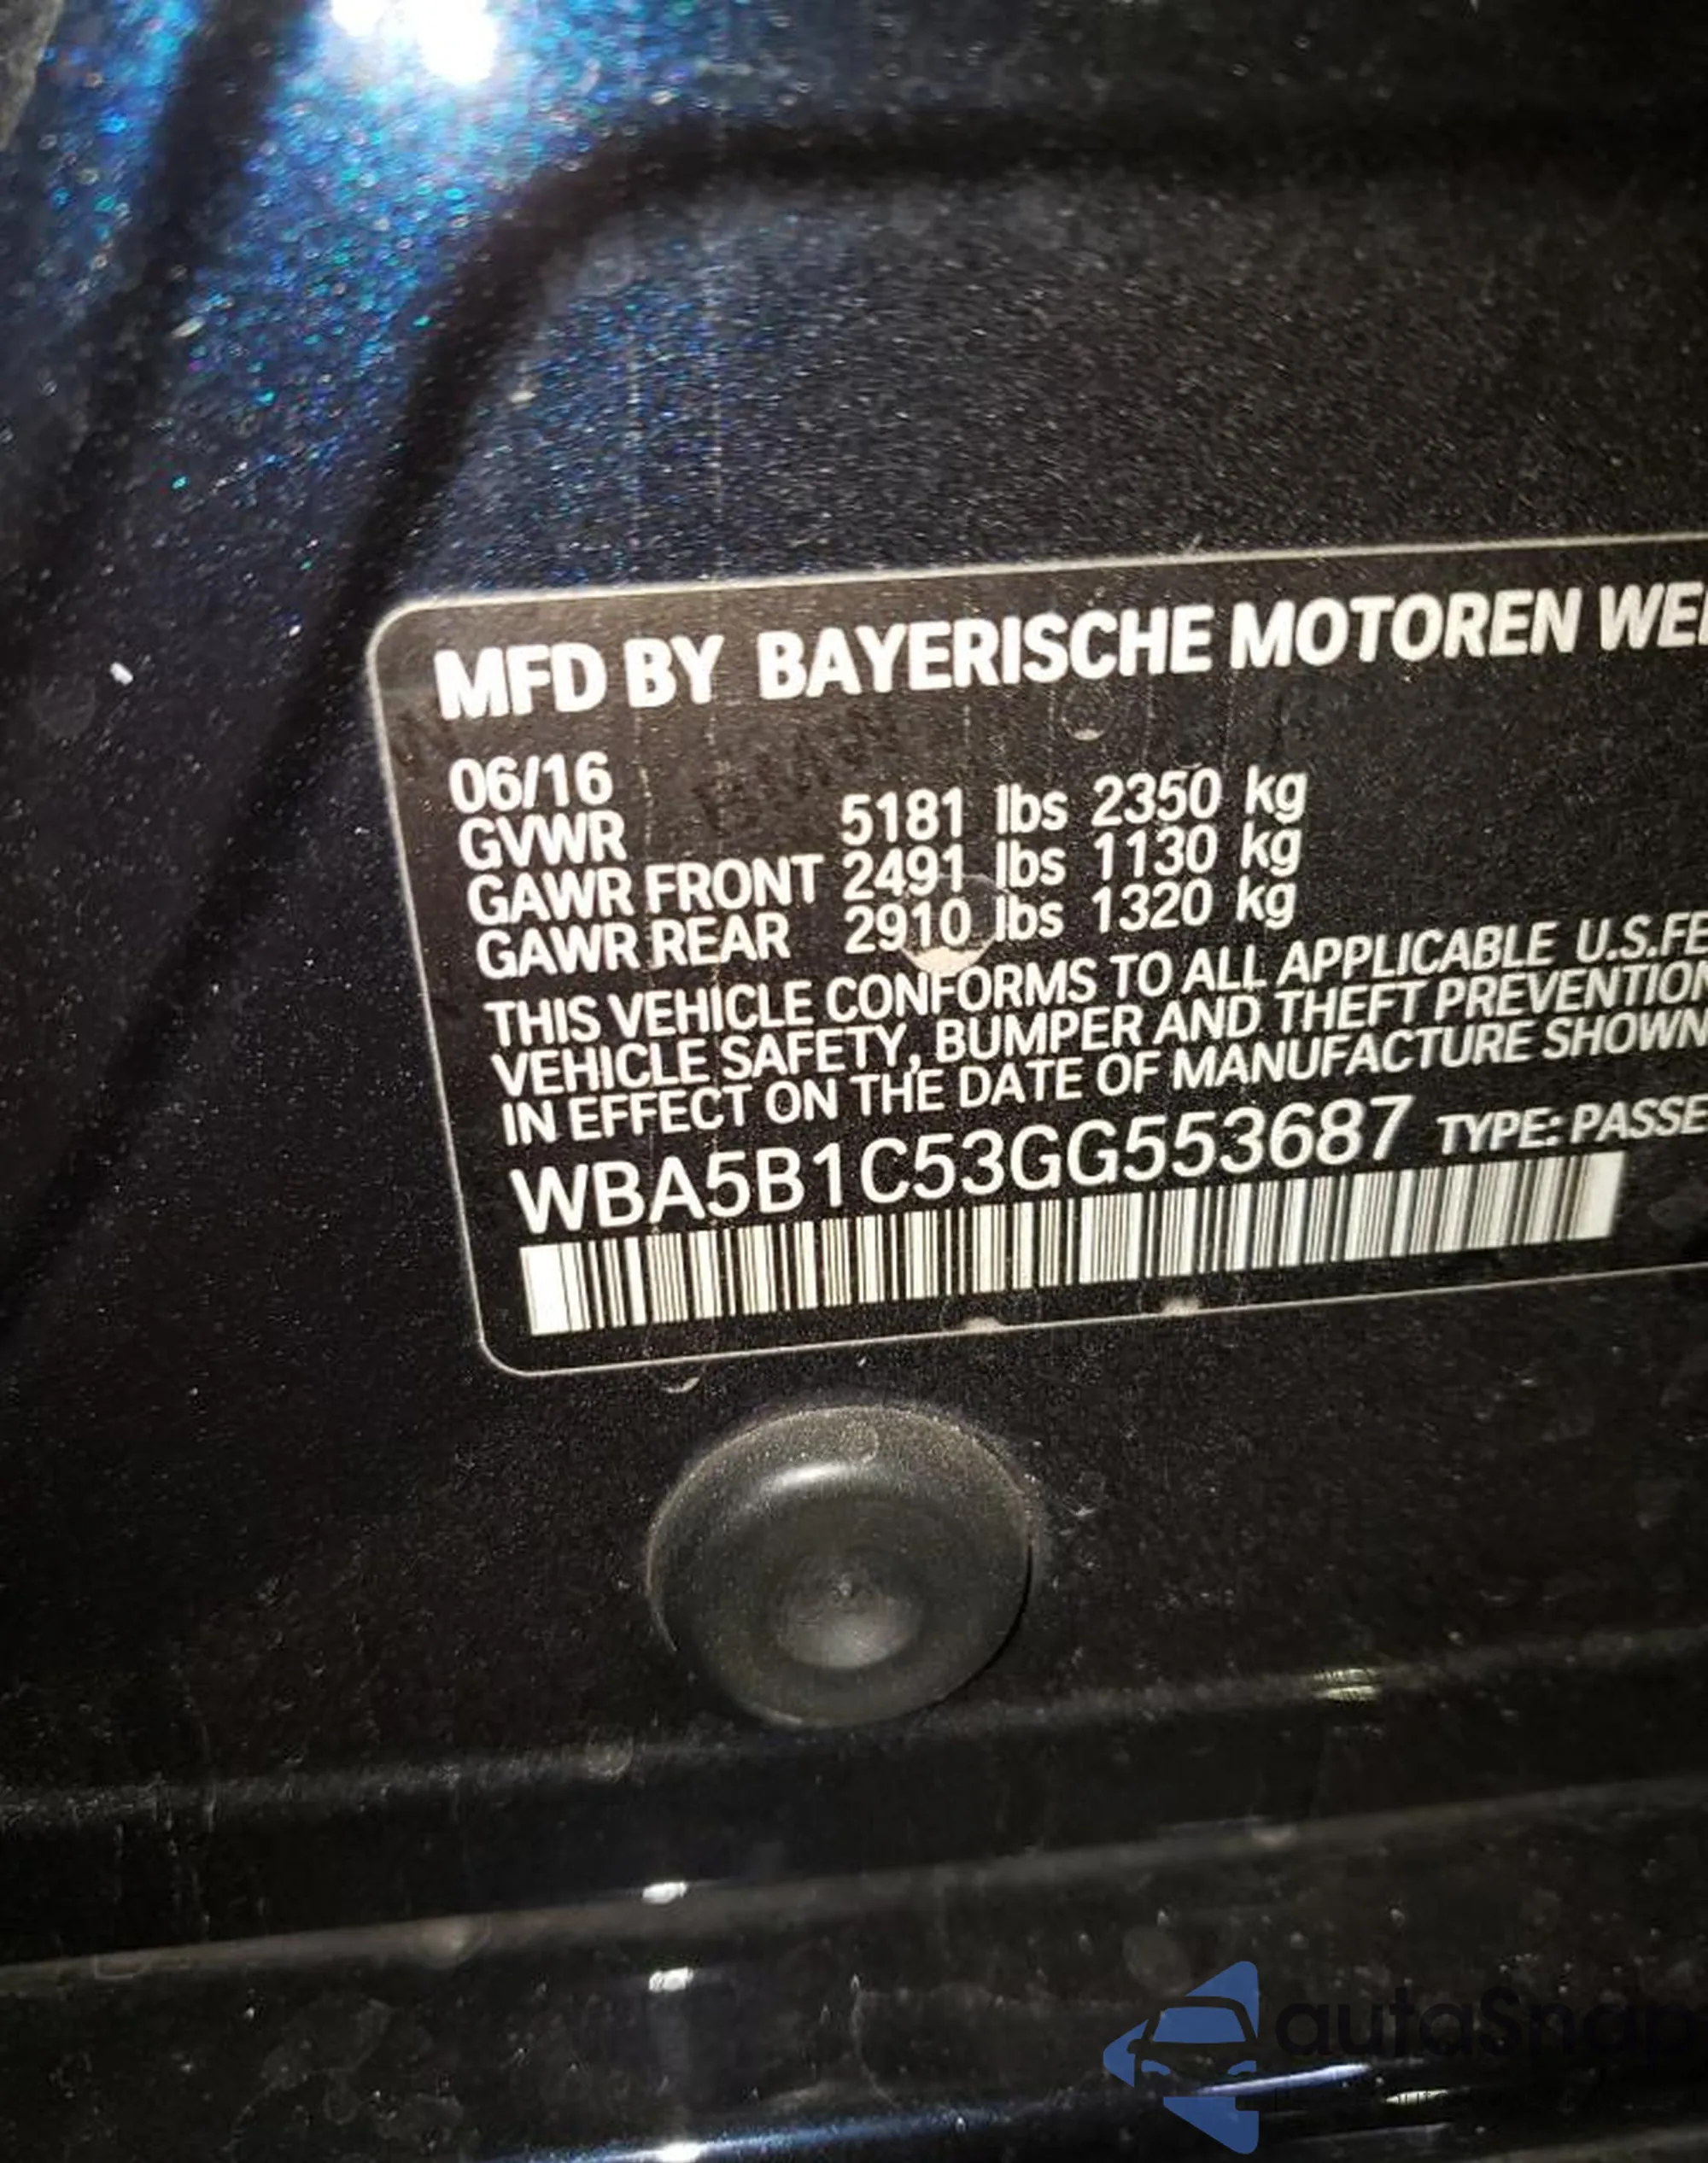 MFD BY BAYERISCHE MOTOREN WE
06/16
GVWR 5181 lbs 2350 kg
GAWR FRONT 2491 lbs 1130 kg
GAWR REAR 2910 lbs 1320 kg
THIS VEHICLE CONFORMS TO ALL APPLICABLE U.S.FE
VEHICLE SAFETY, BUMPER AND THEFT PREVENTION
IN EFFECT ON THE DATE OF MANUFACTURE SHOWN
WBA5B1C53GG553687 TYPE: PASSE
autaSnap